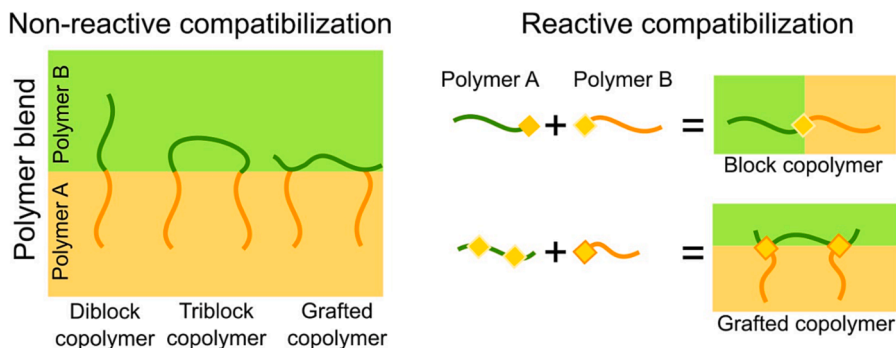 Non-reactive compatibilization
Polymer blend
Polymer B
Polymer A
Diblock
copolymer
Triblock
copolymer
Grafted
copolymer
Reactive compatibilization
Polymer A
Polymer B
+
=
Block copolymer
+
=
Grafted copolymer